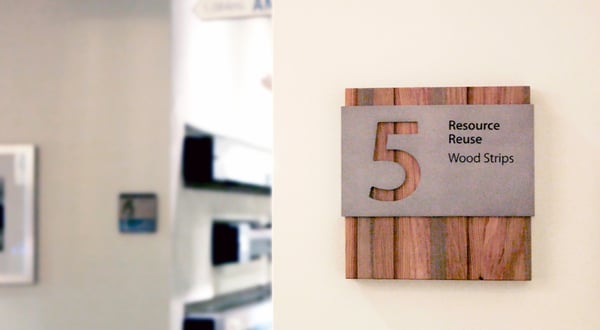 5
Resource
Reuse
Wood Strips